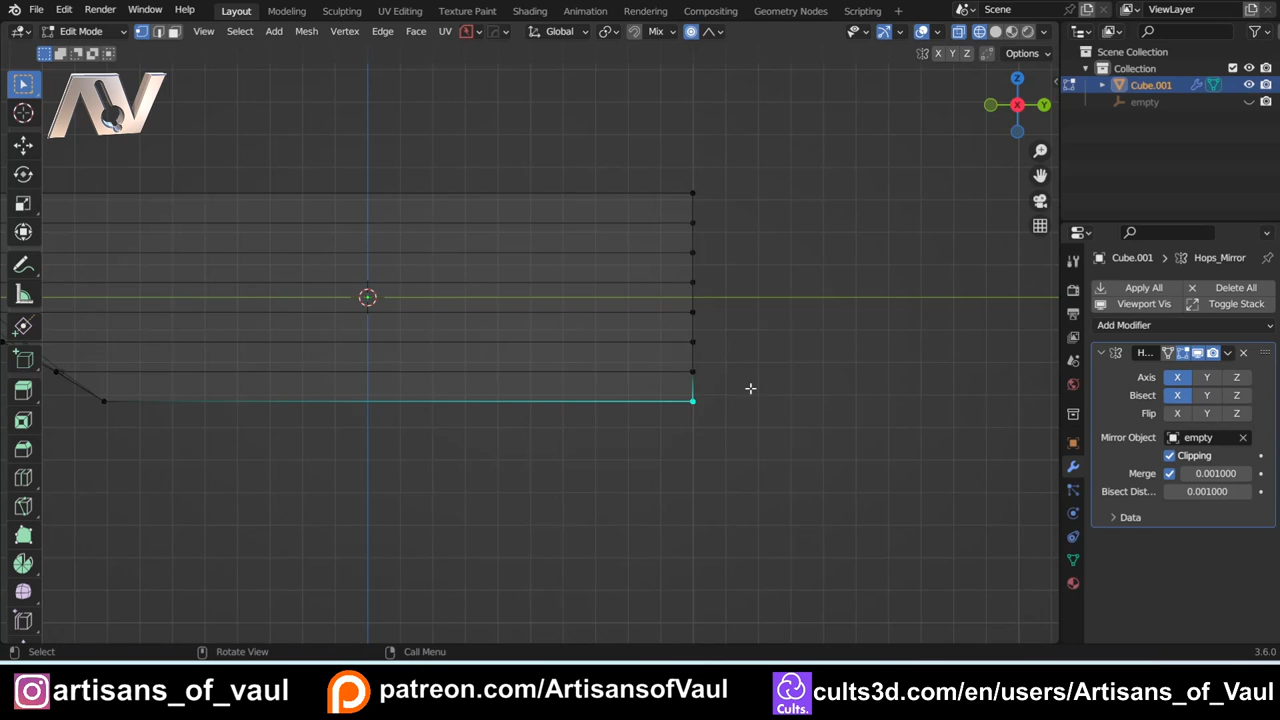 File Edit Render Window Help Layout Modeling Sculpting UV Editing Texture Paint Shading Animation Rendering Compositing Geometry Nodes Scripting + Scene ViewLayer
Edit Mode View Select Add Mesh Vertex Edge Face UV Global Mix
X Y Z Options
Scene Collection
Collection
Cube.001
empty
AV
Z
X Y
Cube.001 > Hops_Mirror
Apply All Delete All
Viewport Vis Toggle Stack
Add Modifier
H...
Axis X Y Z
Bisect X Y Z
Flip X Y Z
Mirror Object empty
Clipping
Merge 0.001000
Bisect Dist... 0.001000
Data
Select Rotate View Call Menu 3.6.0
artisans_of_vaul patreon.com/ArtisansofVaul Cults. cults3d.com/en/users/Artisans_of_Vaul